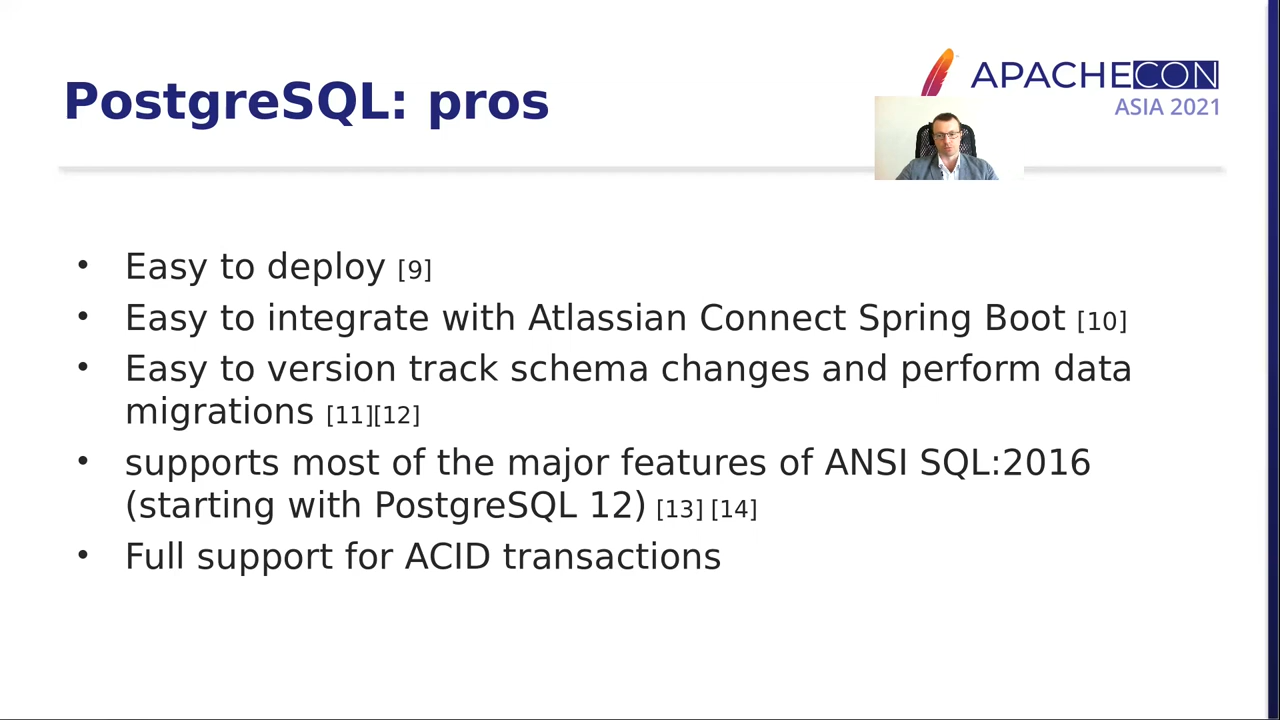 PostgreSQL: pros
APACHECON
ASIA 2021
• Easy to deploy [9]
• Easy to integrate with Atlassian Connect Spring Boot [10]
• Easy to version track schema changes and perform data
migrations [11][12]
• supports most of the major features of ANSI SQL:2016
(starting with PostgreSQL 12) [13] [14]
• Full support for ACID transactions